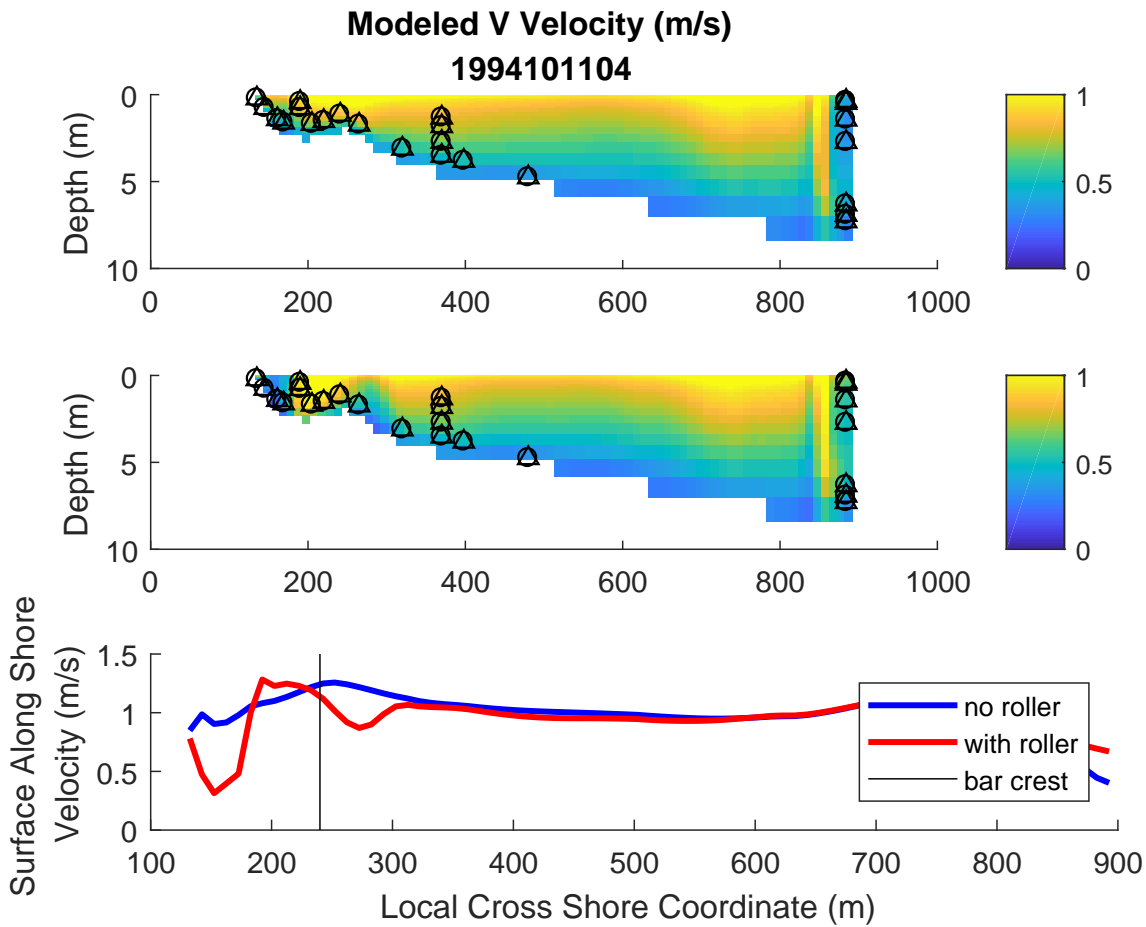 Modeled V Velocity (m/s)
1994101104
Depth (m)
0
5
10
0 200 400 600 800 1000
1
0.5
0
Depth (m)
0
5
10
0 200 400 600 800 1000
1
0.5
0
Surface Along Shore
Velocity (m/s)
1.5
1
0.5
0
no roller
with roller
bar crest
100 200 300 400 500 600 700 800 900
Local Cross Shore Coordinate (m)